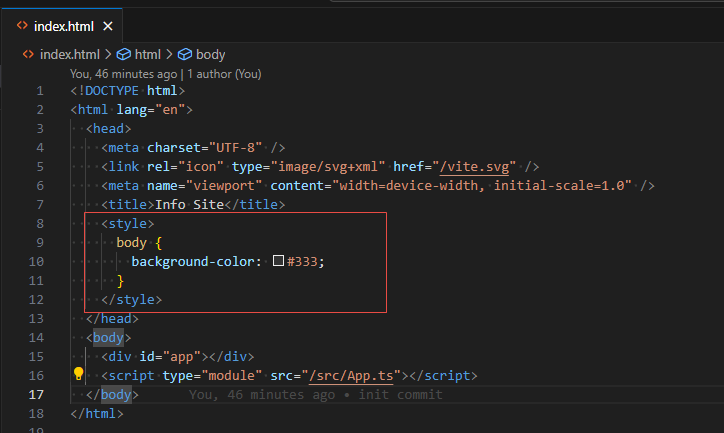 index.html
index.html > html > body
You, 46 minutes ago | 1 author (You)
1 <!DOCTYPE html>
2 <html lang="en">
3 <head>
4 <meta charset="UTF-8" />
5 <link rel="icon" type="image/svg+xml" href="/vite.svg" />
6 <meta name="viewport" content="width=device-width, initial-scale=1.0" />
7 <title>Info Site</title>
8 <style>
9 body {
10 background-color: #333;
11 }
12 </style>
13 </head>
14 <body>
15 <div id="app"></div>
16 <script type="module" src="/src/App.ts"></script>
17 </body> You, 46 minutes ago • init commit
18 </html>
19